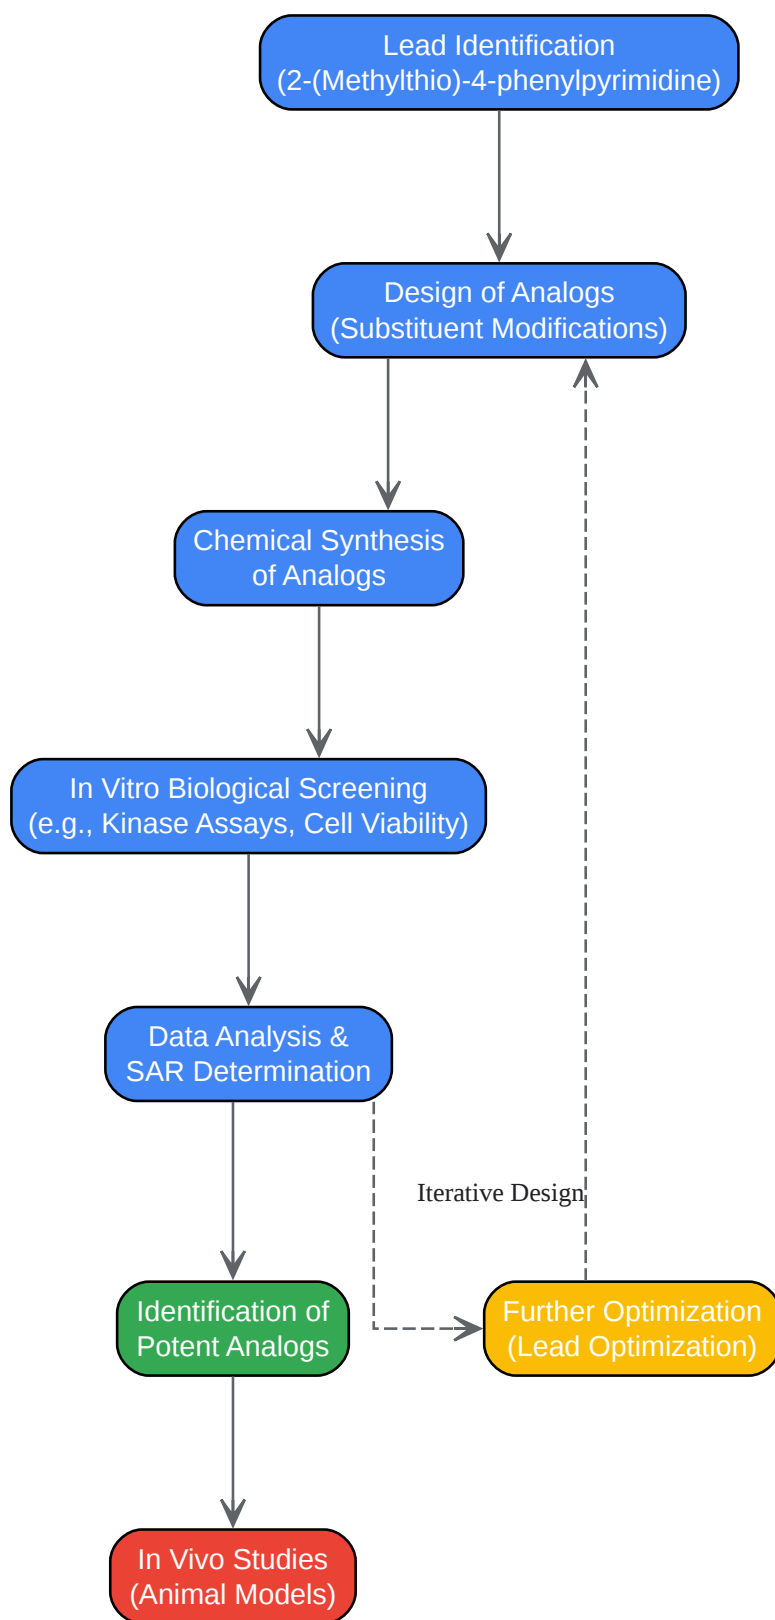 Lead Identification
(2-(Methylthio)-4-phenylpyrimidine)
Design of Analogs
(Substituent Modifications)
Chemical Synthesis
of Analogs
In Vitro Biological Screening
(e.g., Kinase Assays, Cell Viability)
Data Analysis &
SAR Determination
Iterative Design
Identification of
Potent Analogs
Further Optimization
(Lead Optimization)
In Vivo Studies
(Animal Models)